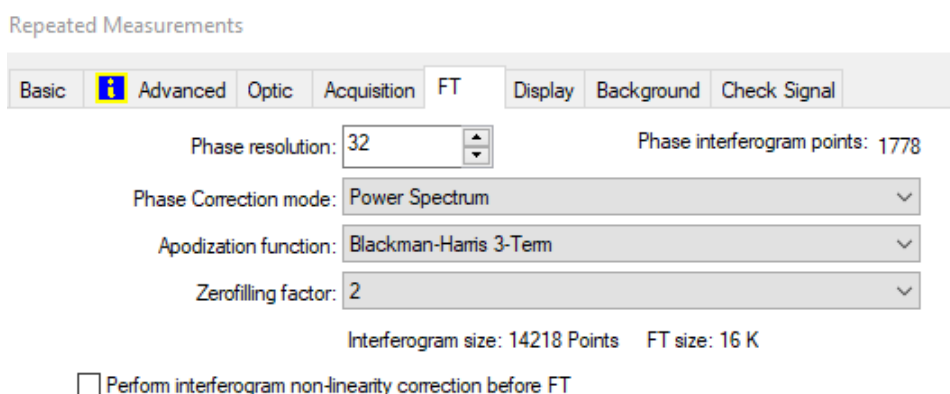 Repeated Measurements
Basic i Advanced Optic Acquisition FT Display Background Check Signal
Phase resolution: 32 Phase interferogram points: 1778
Phase Correction mode: Power Spectrum
Apodization function: Blackman-Harris 3-Term
Zerofilling factor: 2
Interferogram size: 14218 Points FT size: 16 K
Perform interferogram non-linearity correction before FT